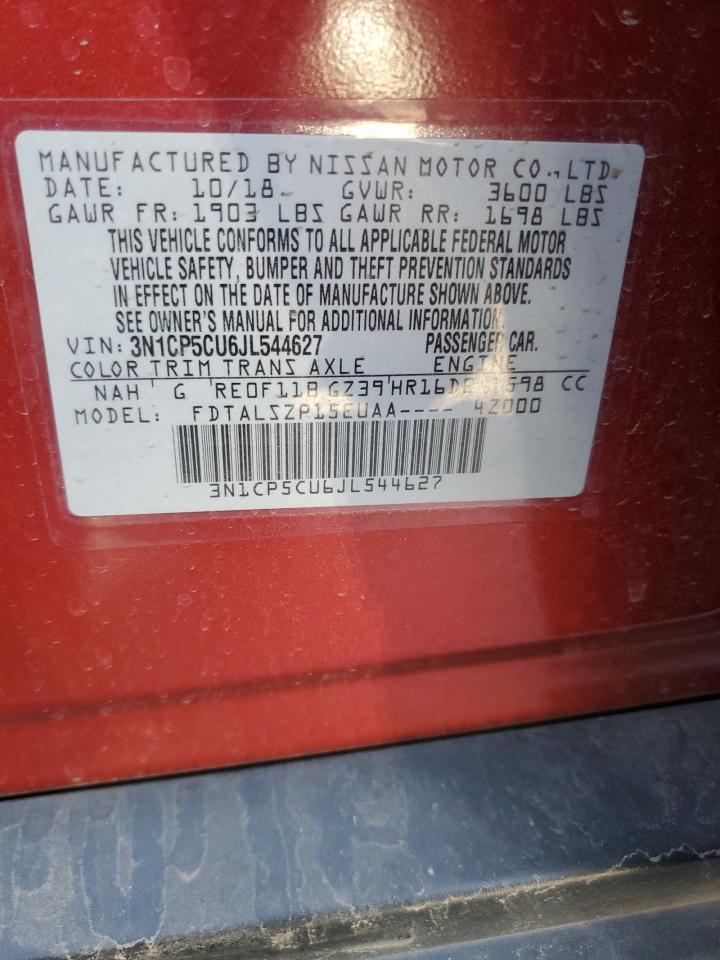 MANUFACTURED BY NISSAN MOTOR CO., LTD.
DATE: 10/18 GVWR: 3600 LBS
GAWR FR: 1903 LBS GAWR RR: 1698 LBS
THIS VEHICLE CONFORMS TO ALL APPLICABLE FEDERAL MOTOR
VEHICLE SAFETY, BUMPER AND THEFT PREVENTION STANDARDS
IN EFFECT ON THE DATE OF MANUFACTURE SHOWN ABOVE.
SEE OWNER'S MANUAL FOR ADDITIONAL INFORMATION.
VIN: 3N1CP5CU6JL544627 PASSENGER CAR.
COLOR TRIM TRANS AXLE ENGINE
NAH G RE0F11B GZ39 CC
MODEL: FDTALSZP15EUAA---- 4Z000
3N1CP5CU6JL544627